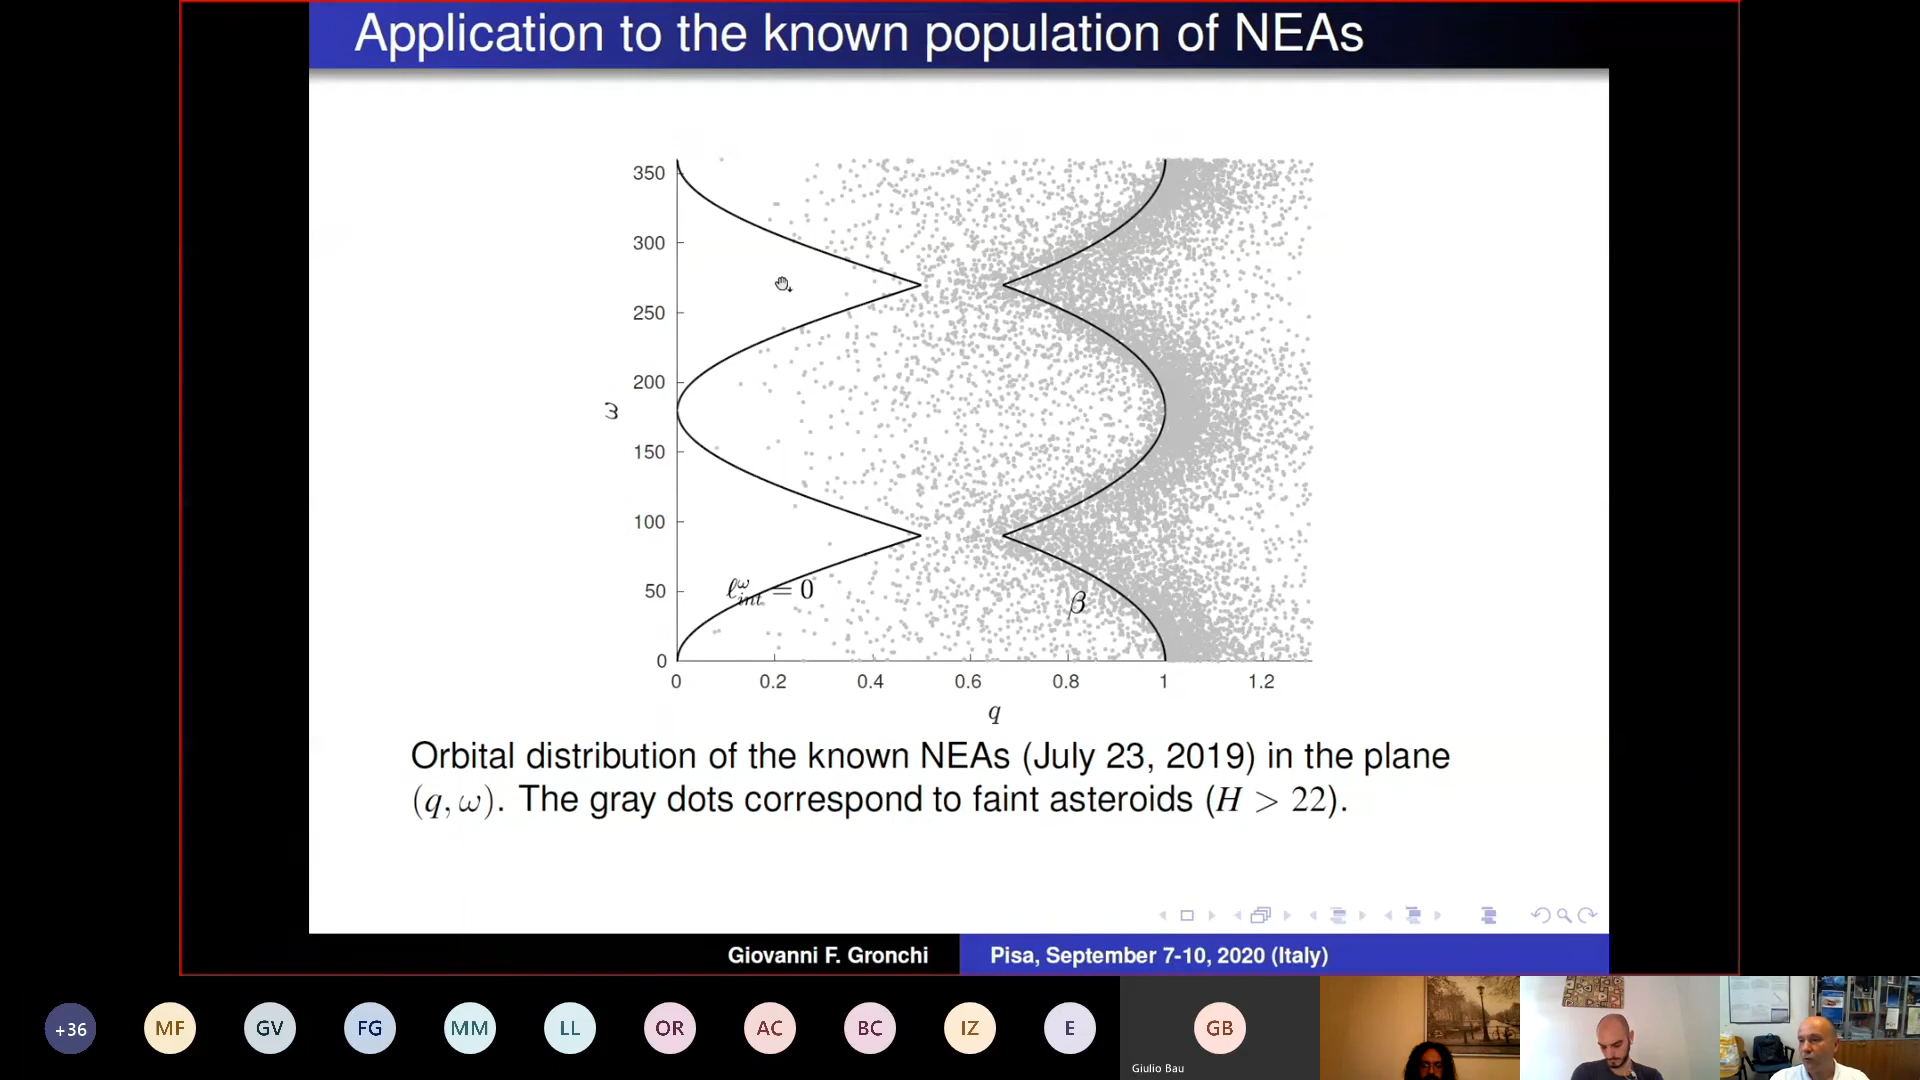 Application to the known population of NEAs
350
300
250
200
150
100
50
0
ω
ℓ^ω_int = 0
β
0 0.2 0.4 0.6 0.8 1 1.2
q
Orbital distribution of the known NEAs (July 23, 2019) in the plane
(q, ω). The gray dots correspond to faint asteroids (H > 22).
Giovanni F. Gronchi Pisa, September 7-10, 2020 (Italy)
+36 MF GV FG MM LL OR AC BC IZ E GB
Giulio Bau